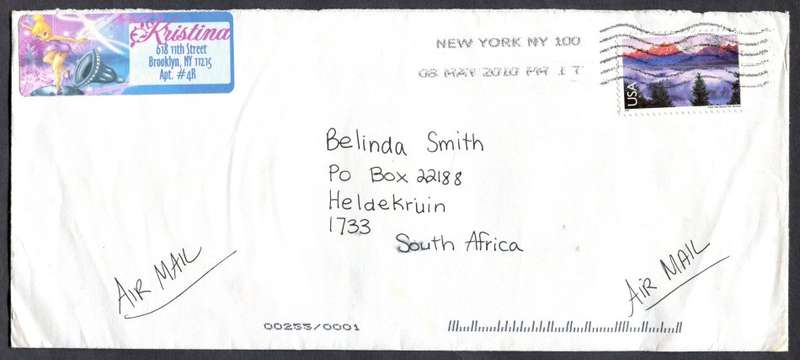 Kristina
618 11th Street
Brooklyn, NY 11215
Apt. #4R
NEW YORK NY 100
08 MAY 2010 PM 1 T
USA
Belinda Smith
PO Box 22188
Heldekruin
1733
South Africa
AIR MAIL
AIR MAIL
00255/0001